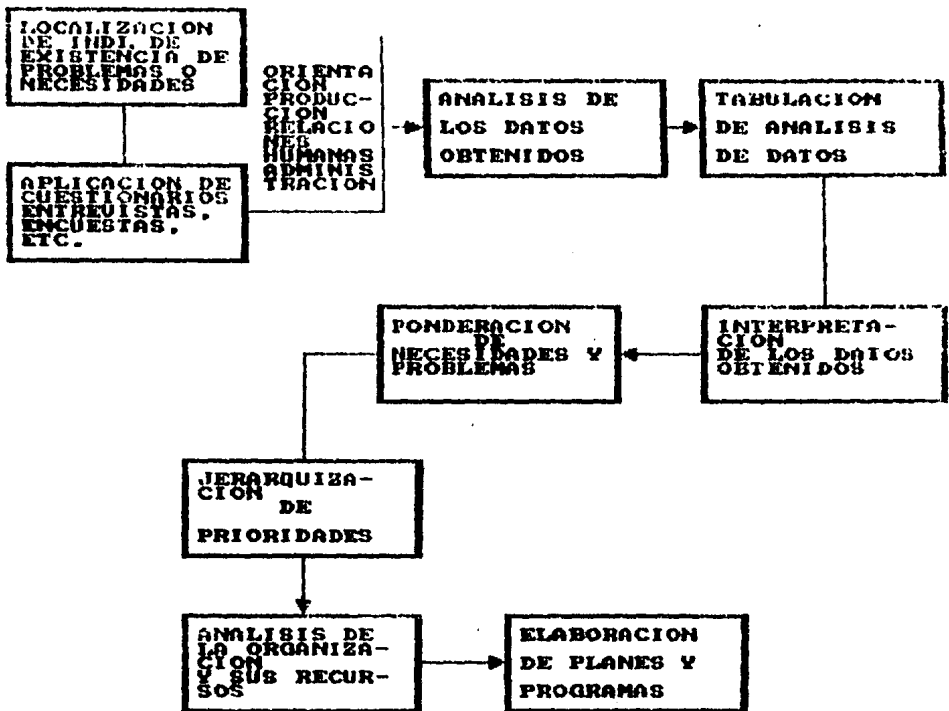 LOCALIZACION
DE INDI. DE
EXISTENCIA DE
PROBLEMAS O
NECESIDADES
APLICACION DE
CUESTIONARIOS
ENTREVISTAS,
ENCUESTAS,
ETC.
ORIENTA
CION
PRODUC-
CION
RELACIO
NES
HUMANAS
ADMINIS
TRACION
ANALISIS DE
LOS DATOS
OBTENIDOS
TABULACION
DE ANALISIS
DE DATOS
INTERPRETA-
CION
DE LOS DATOS
OBTENIDOS
PONDERACION
DE
NECESIDADES Y
PROBLEMAS
JERARQUIZA-
CION
DE
PRIORIDADES
ANALISIS DE
LA ORGANIZA-
CION
Y SUS RECUR-
SOS
ELABORACION
DE PLANES Y
PROGRAMAS